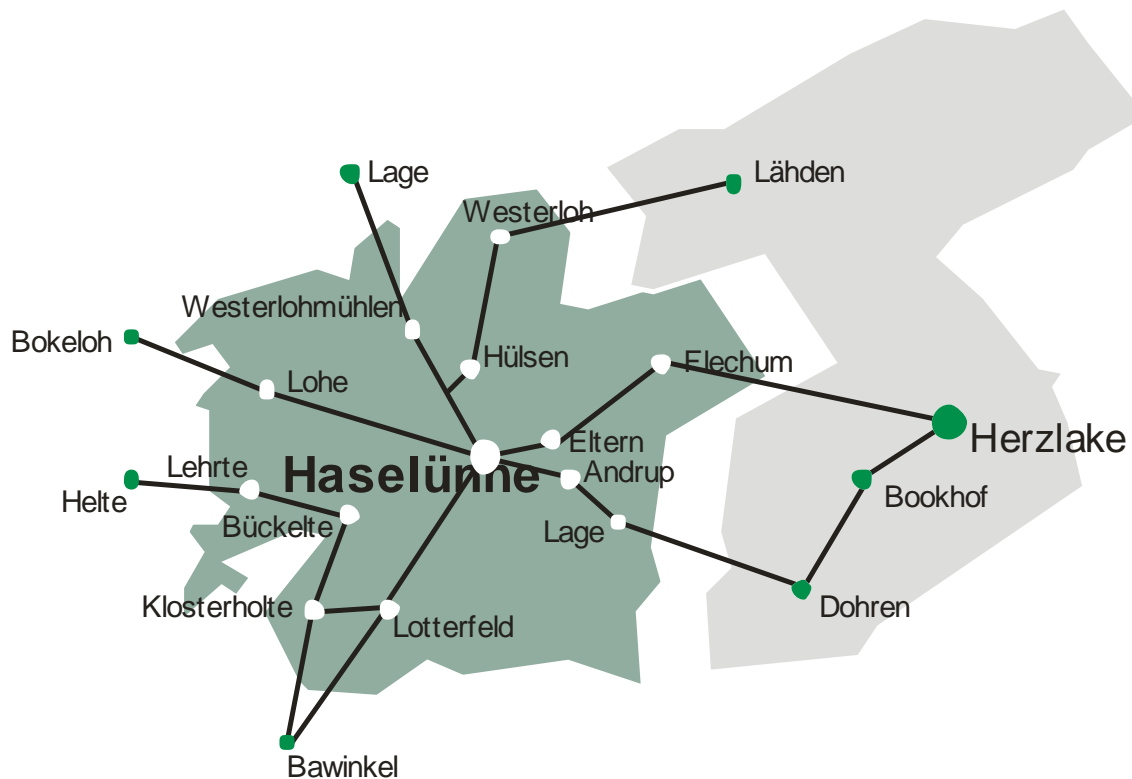 Lage
Lähden
Westerloh
Westerlohmühlen
Bokeloh
Hülsen
Flechum
Lohe
Eltern
Herzlake
Lehrte
Haselünne
Andrup
Helte
Bückelte
Bookhof
Lage
Klosterholte
Lotterfeld
Dohren
Bawinkel